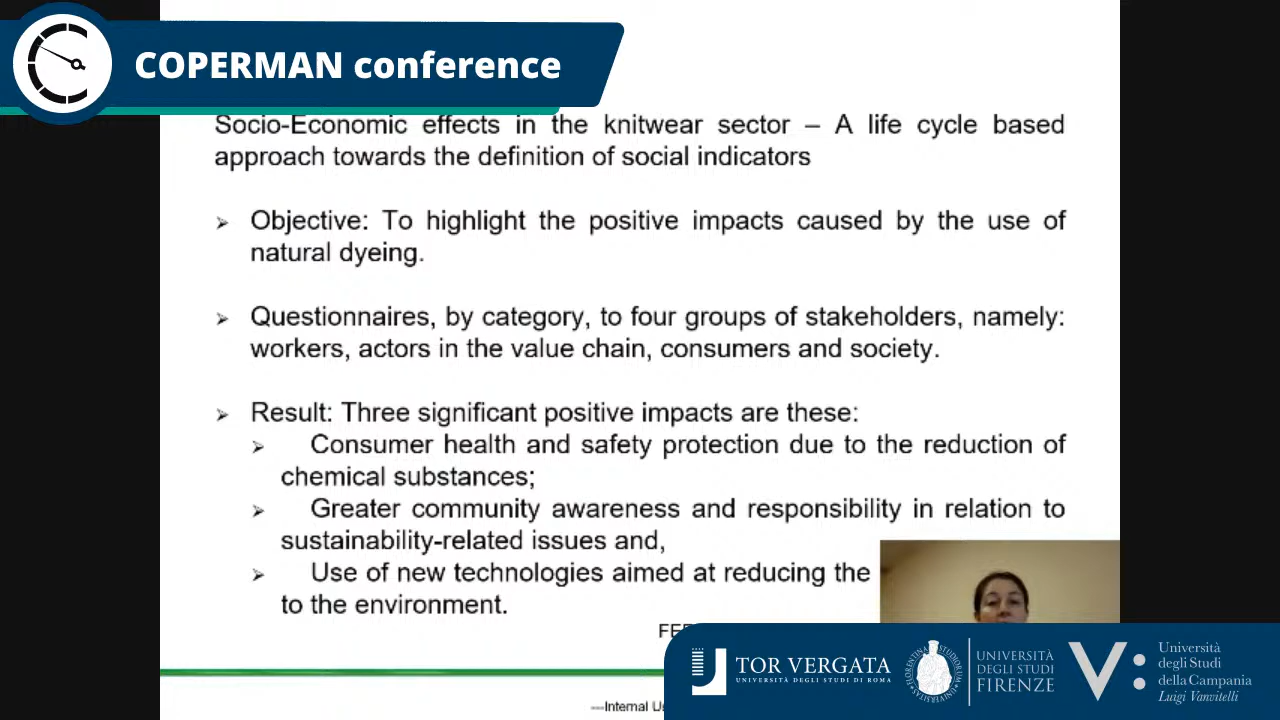 COPERMAN conference
Socio-Economic effects in the knitwear sector – A life cycle based
approach towards the definition of social indicators
Objective: To highlight the positive impacts caused by the use of
natural dyeing.
Questionnaires, by category, to four groups of stakeholders, namely:
workers, actors in the value chain, consumers and society.
Result: Three significant positive impacts are these:
Consumer health and safety protection due to the reduction of
chemical substances;
Greater community awareness and responsibility in relation to
sustainability-related issues and,
Use of new technologies aimed at reducing the
to the environment.
---Internal
TOR VERGATA
UNIVERSITÀ DEGLI STUDI DI ROMA
UNIVERSITÀ
DEGLI STUDI
FIRENZE
V:
Università
degli Studi
della Campania
Luigi Vanvitelli